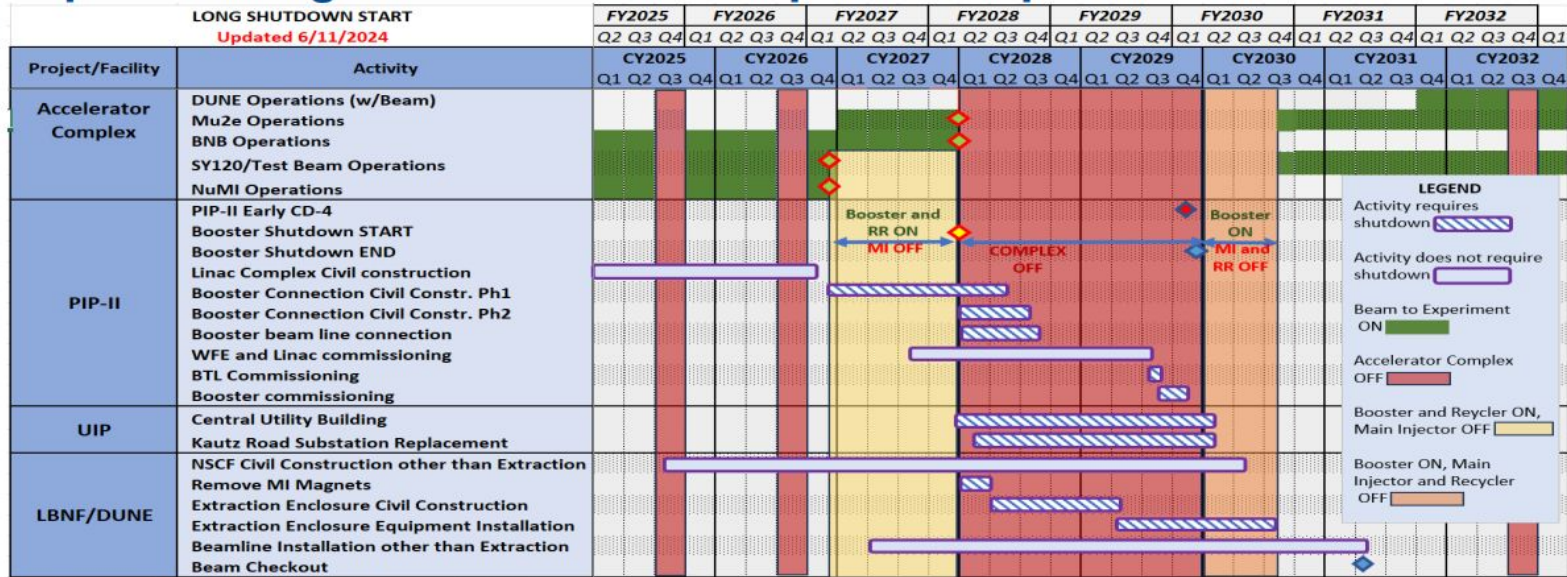 LONG SHUTDOWN START
Updated 6/11/2024
FY2025 FY2026 FY2027 FY2028 FY2029 FY2030 FY2031 FY2032
Q2 Q3 Q4 Q1 Q2 Q3 Q4 Q1 Q2 Q3 Q4 Q1 Q2 Q3 Q4 Q1 Q2 Q3 Q4 Q1 Q2 Q3 Q4 Q1 Q2 Q3 Q4 Q1 Q2 Q3 Q4 Q1
Project/Facility Activity CY2025 CY2026 CY2027 CY2028 CY2029 CY2030 CY2031 CY2032
Q1 Q2 Q3 Q4 Q1 Q2 Q3 Q4 Q1 Q2 Q3 Q4 Q1 Q2 Q3 Q4 Q1 Q2 Q3 Q4 Q1 Q2 Q3 Q4 Q1 Q2 Q3 Q4 Q1 Q2 Q3 Q4
Accelerator Complex
DUNE Operations (w/Beam)
Mu2e Operations
BNB Operations
SY120/Test Beam Operations
NuMI Operations
PIP-II
PIP-II Early CD-4
Booster Shutdown START
Booster Shutdown END
Linac Complex Civil construction
Booster Connection Civil Constr. Ph1
Booster Connection Civil Constr. Ph2
Booster beam line connection
WFE and Linac commissioning
BTL Commissioning
Booster commissioning
UIP
Central Utility Building
Kautz Road Substation Replacement
LBNF/DUNE
NSCF Civil Construction other than Extraction
Remove MI Magnets
Extraction Enclosure Civil Construction
Extraction Enclosure Equipment Installation
Beamline Installation other than Extraction
Beam Checkout
Booster and
RR ON
MI OFF
COMPLEX
OFF
Booster
ON
MI and
RR OFF
LEGEND
Activity requires
shutdown
Activity does not require
shutdown
Beam to Experiment
ON
Accelerator Complex
OFF
Booster and Reycler ON,
Main Injector OFF
Booster ON, Main
Injector and Recycler
OFF